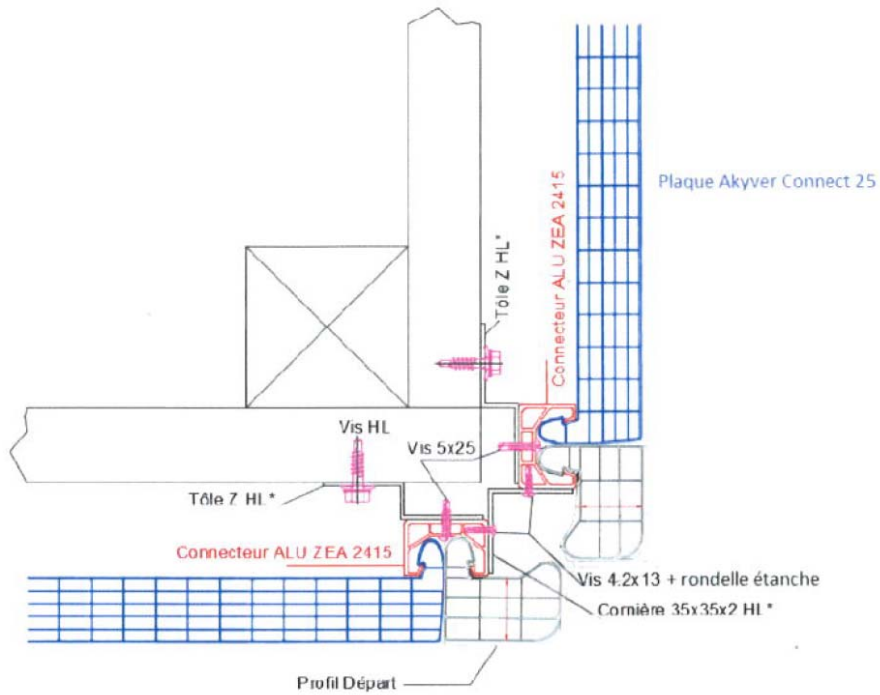 Plaque Akyver Connect 25
Connecteur ALU ZEA 2415
Tôle Z HL*
Vis HL
Vis 5x25
Tôle Z HL*
Connecteur ALU ZEA 2415
Vis 4.2x13 + rondelle étanche
Cornière 35x35x2 HL*
Profil Départ